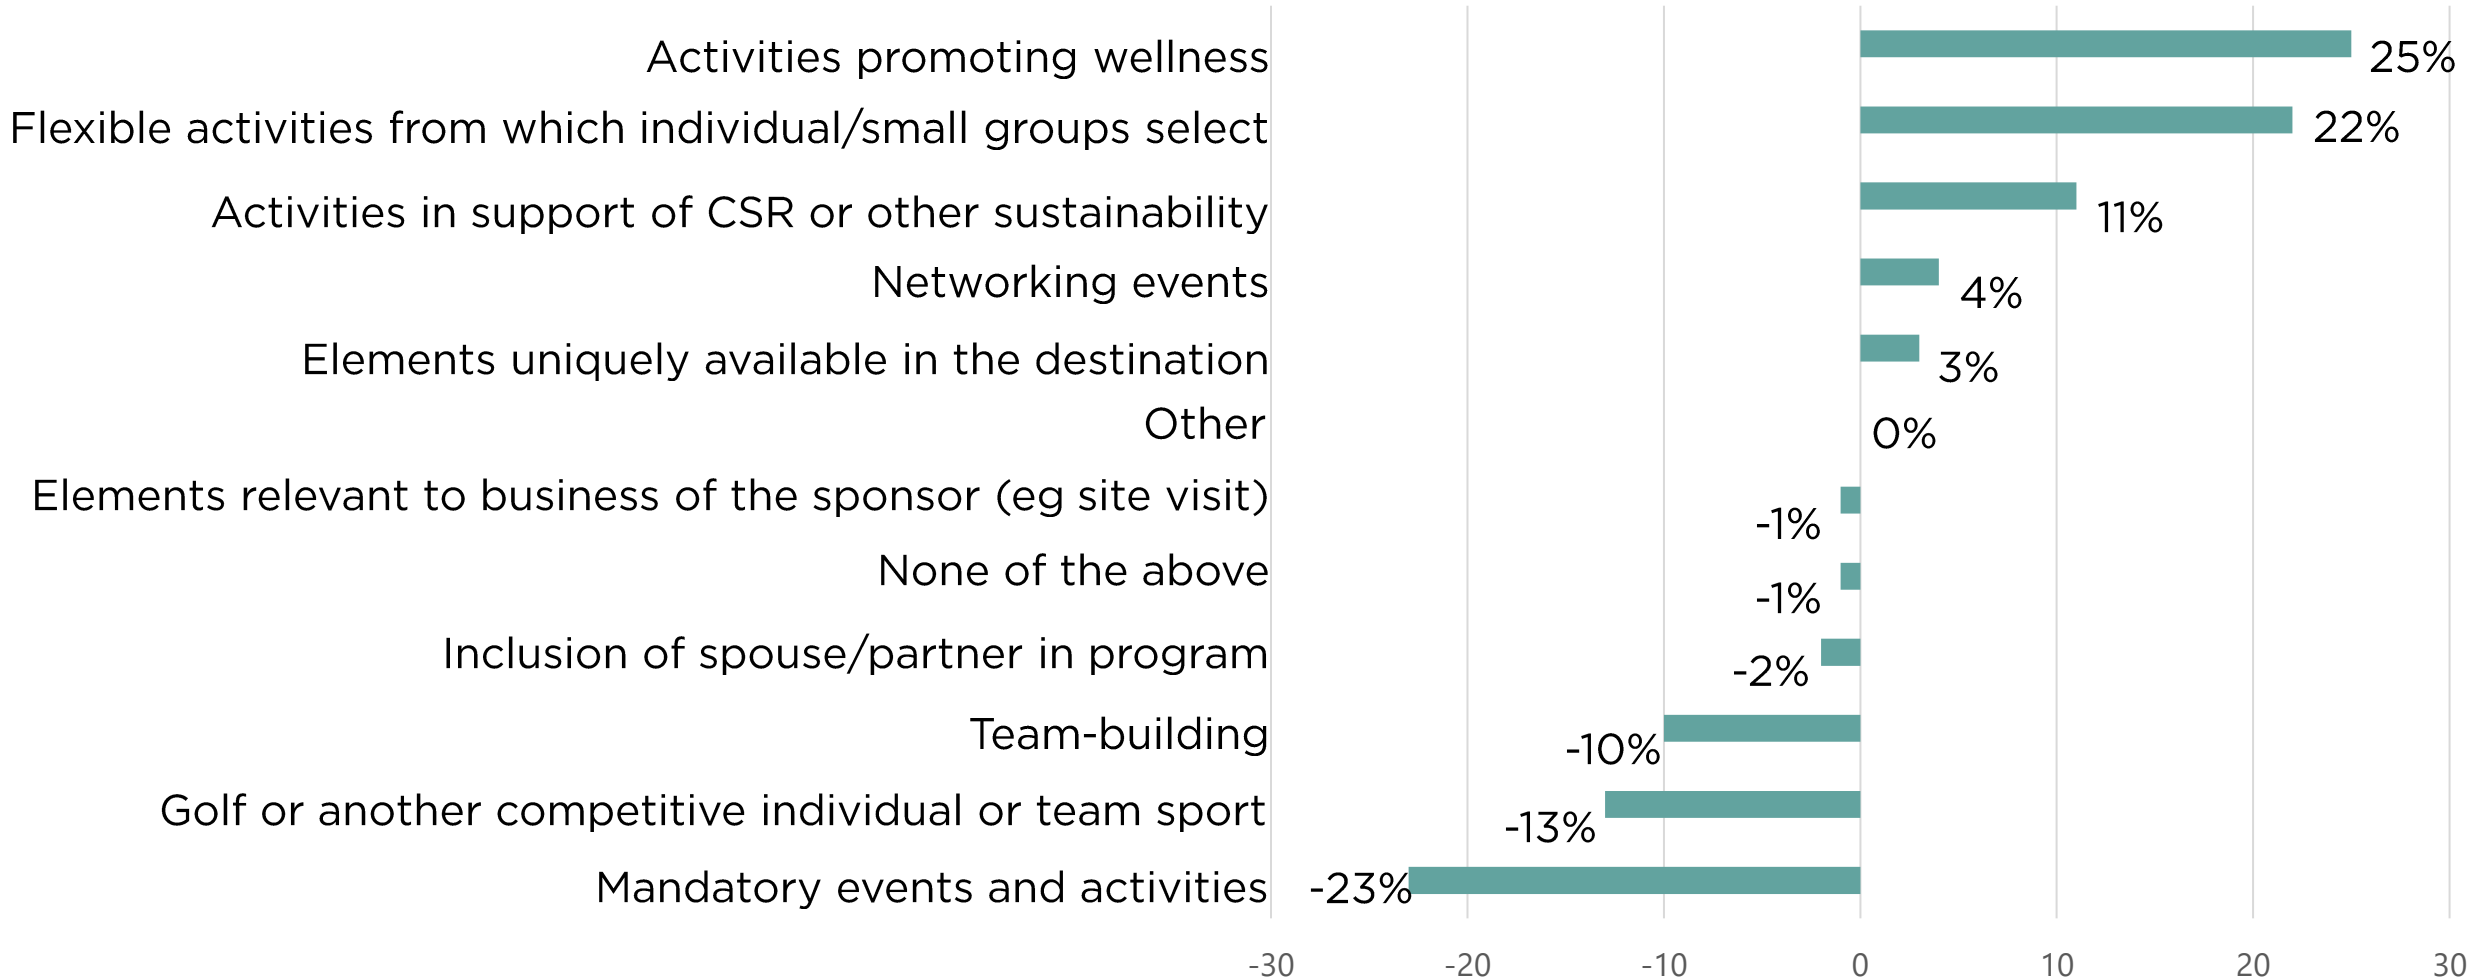 Activities promoting wellness 25%
Flexible activities from which individual/small groups select 22%
Activities in support of CSR or other sustainability 11%
Networking events 4%
Elements uniquely available in the destination 3%
Other 0%
Elements relevant to business of the sponsor (eg site visit) -1%
None of the above -1%
Inclusion of spouse/partner in program -2%
Team-building -10%
Golf or another competitive individual or team sport -13%
Mandatory events and activities -23%
-30 -20 -10 0 10 20 30